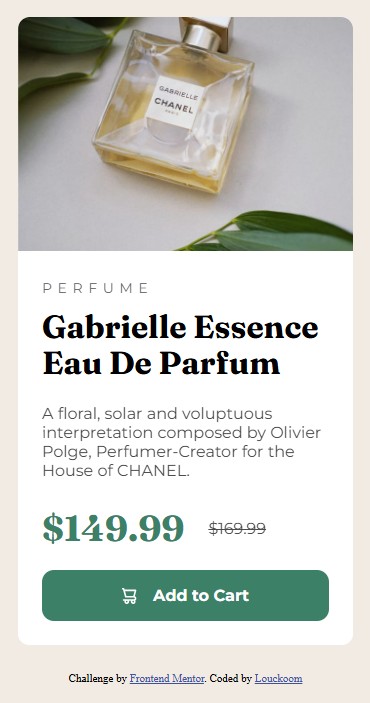 GABRIELLE
CHANEL
PARIS
PERFUME
Gabrielle Essence
Eau De Parfum
A floral, solar and voluptuous
interpretation composed by Olivier
Polge, Perfumer-Creator for the
House of CHANEL.
$149.99 $169.99
Add to Cart
Challenge by Frontend Mentor. Coded by Louckoom